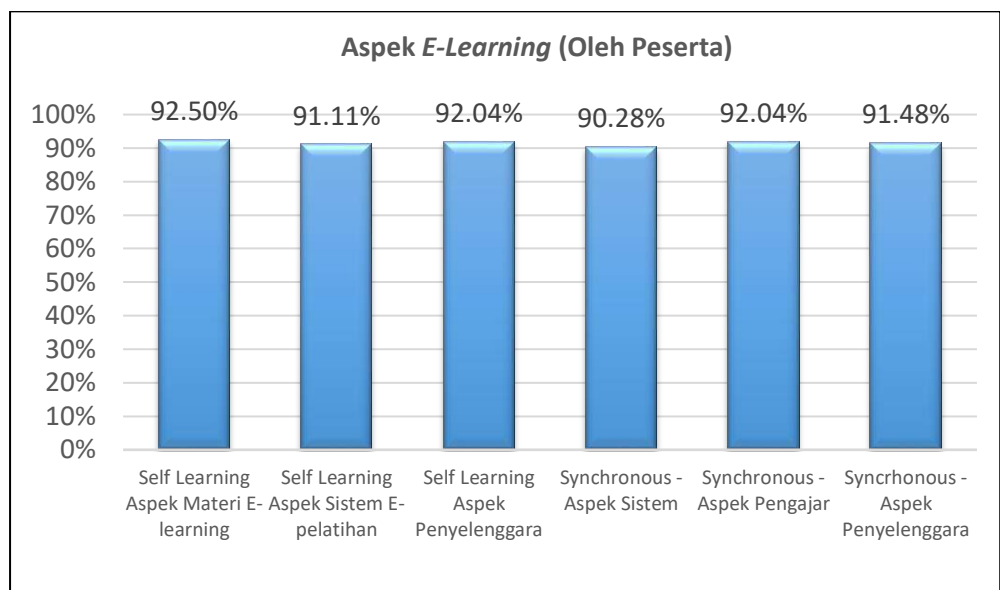 Aspek E-Learning (Oleh Peserta)
92.50% 91.11% 92.04% 90.28% 92.04% 91.48%
100%
90%
80%
70%
60%
50%
40%
30%
20%
10%
0%
Self Learning
Aspek Materi E-
learning
Self Learning
Aspek Sistem E-
pelatihan
Self Learning
Aspek
Penyelenggara
Synchronous -
Aspek Sistem
Synchronous -
Aspek Pengajar
Syncrhonous -
Aspek
Penyelenggara